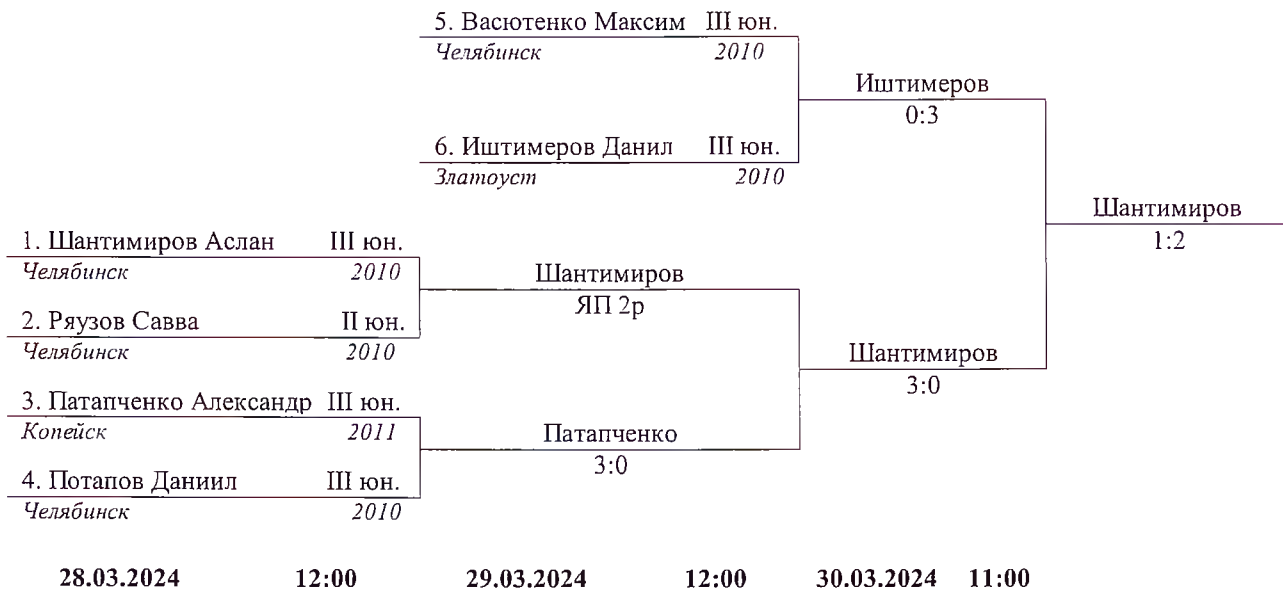 5. Васютенко Максим III юн.
Челябинск 2010
Иштимеров
0:3
6. Иштимеров Данил III юн.
Златоуст 2010
Шантимиров
1:2
1. Шантимиров Аслан III юн.
Челябинск 2010
Шантимиров
ЯП 2р
2. Ряузов Савва II юн.
Челябинск 2010
Шантимиров
3:0
3. Патапченко Александр III юн.
Копейск 2011
Патапченко
3:0
4. Потапов Даниил III юн.
Челябинск 2010
28.03.2024 12:00 29.03.2024 12:00 30.03.2024 11:00